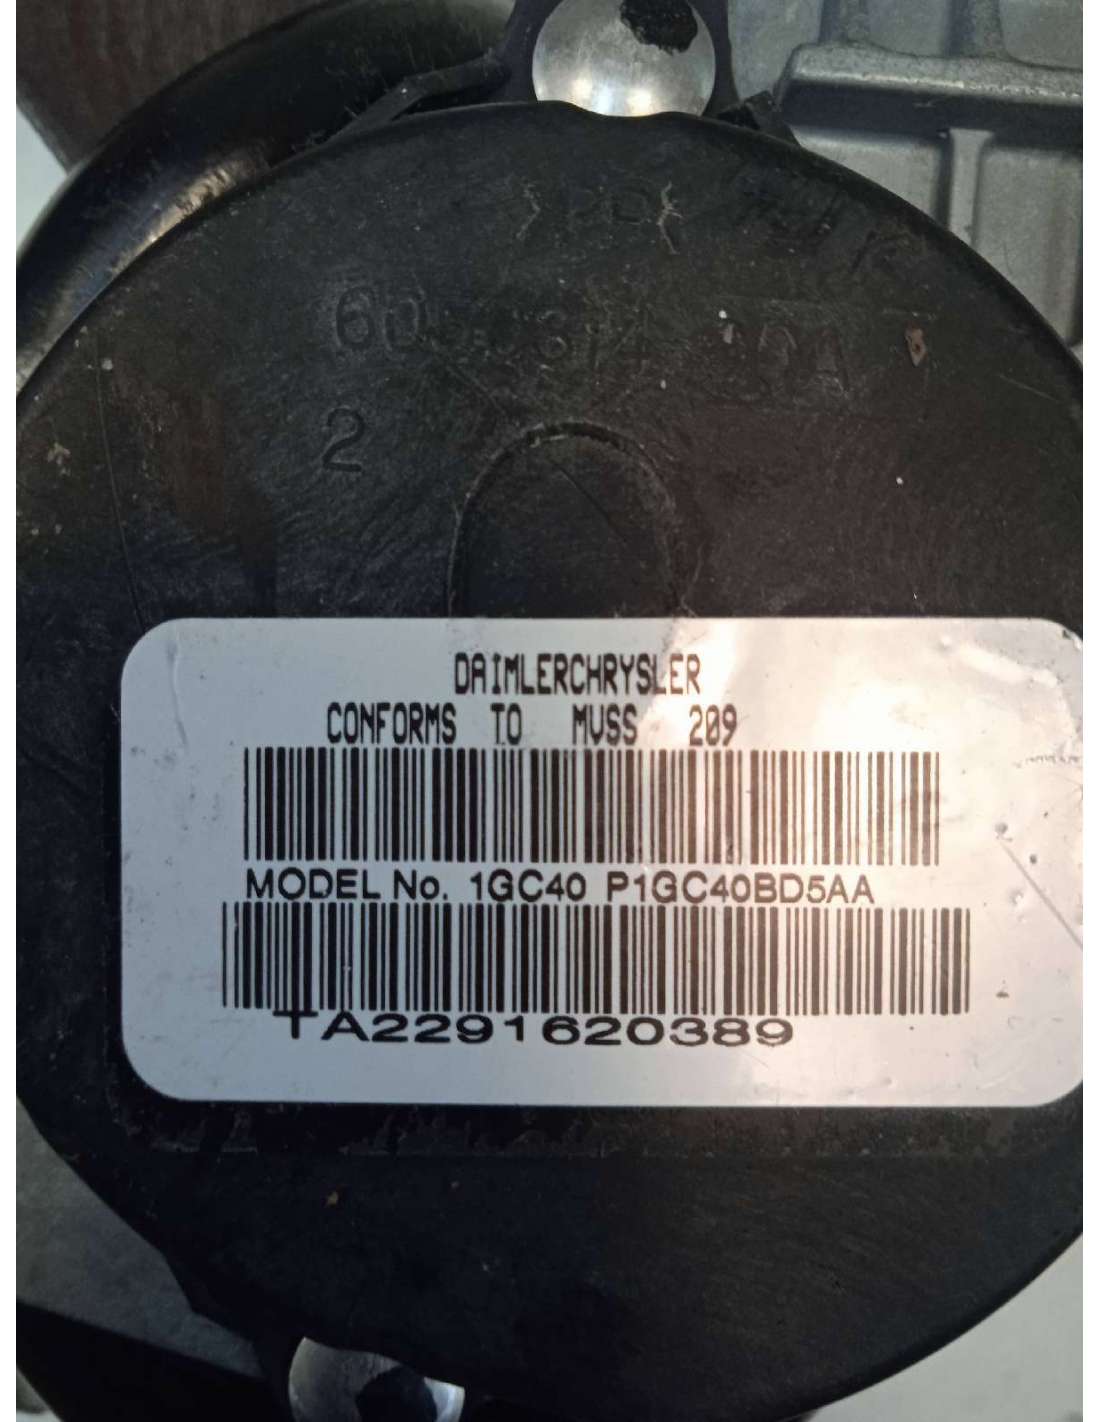 2
DAIMLERCHRYSLER
CONFORMS TO MVSS 209
MODEL No. 1GC40 P1GC40BD5AA
TA2291620389